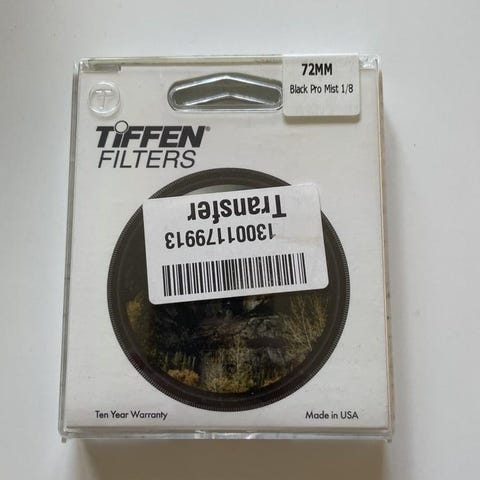 72MM
Black Pro Mist 1/8
T
TiFFEN®
FILTERS
Transfer
13001179913
Ten Year Warranty
Made in USA